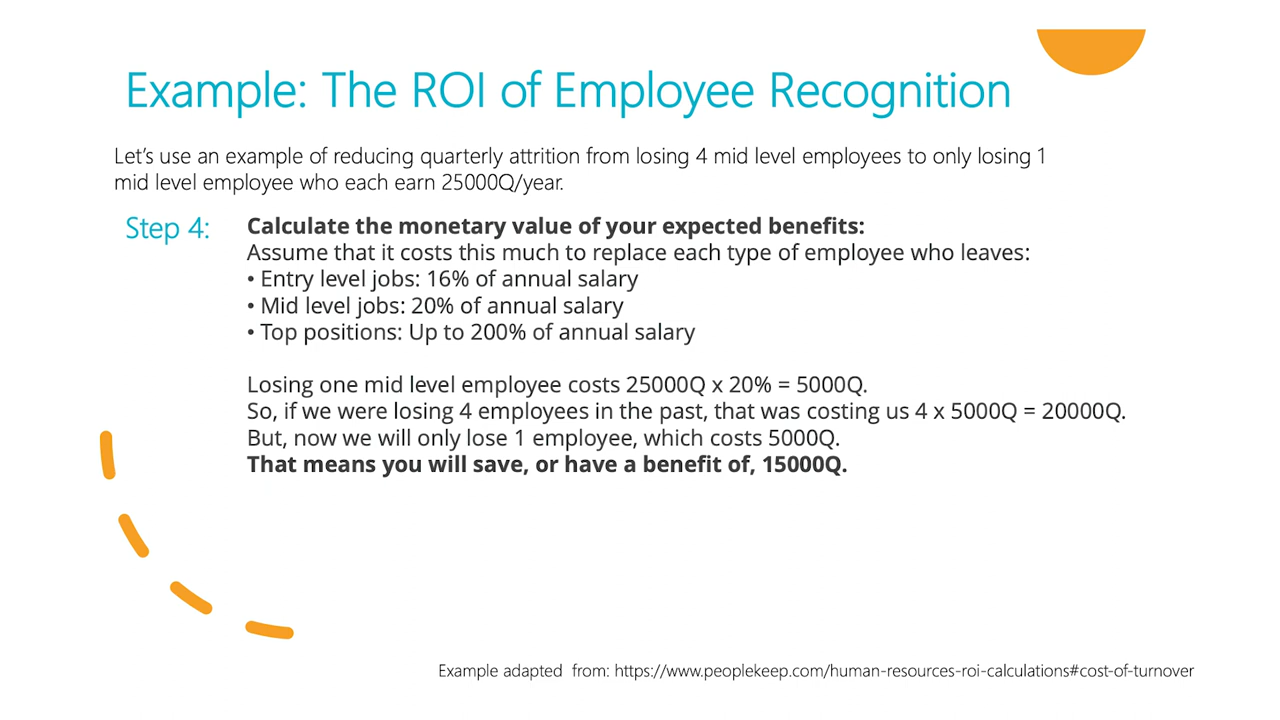 Example: The ROI of Employee Recognition
Let's use an example of reducing quarterly attrition from losing 4 mid level employees to only losing 1
mid level employee who each earn 25000Q/year.
Step 4:
Calculate the monetary value of your expected benefits:
Assume that it costs this much to replace each type of employee who leaves:
• Entry level jobs: 16% of annual salary
• Mid level jobs: 20% of annual salary
• Top positions: Up to 200% of annual salary
Losing one mid level employee costs 25000Q x 20% = 5000Q.
So, if we were losing 4 employees in the past, that was costing us 4 x 5000Q = 20000Q.
But, now we will only lose 1 employee, which costs 5000Q.
That means you will save, or have a benefit of, 15000Q.
Example adapted  from: https://www.peoplekeep.com/human-resources-roi-calculations#cost-of-turnover